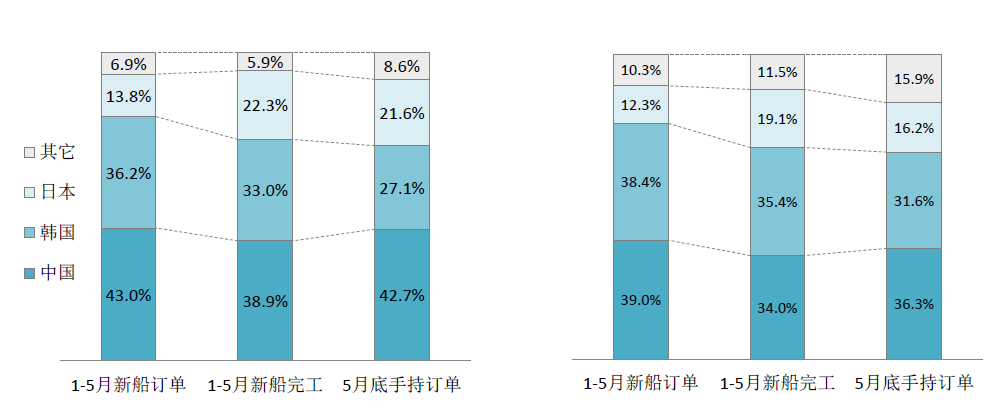 6.9%
5.9%
8.6%
13.8%
22.3%
21.6%
36.2%
33.0%
27.1%
43.0%
38.9%
42.7%
其它
日本
韩国
中国
1-5月新船订单
1-5月新船完工
5月底手持订单
10.3%
11.5%
15.9%
12.3%
19.1%
16.2%
38.4%
35.4%
31.6%
39.0%
34.0%
36.3%
1-5月新船订单
1-5月新船完工
5月底手持订单